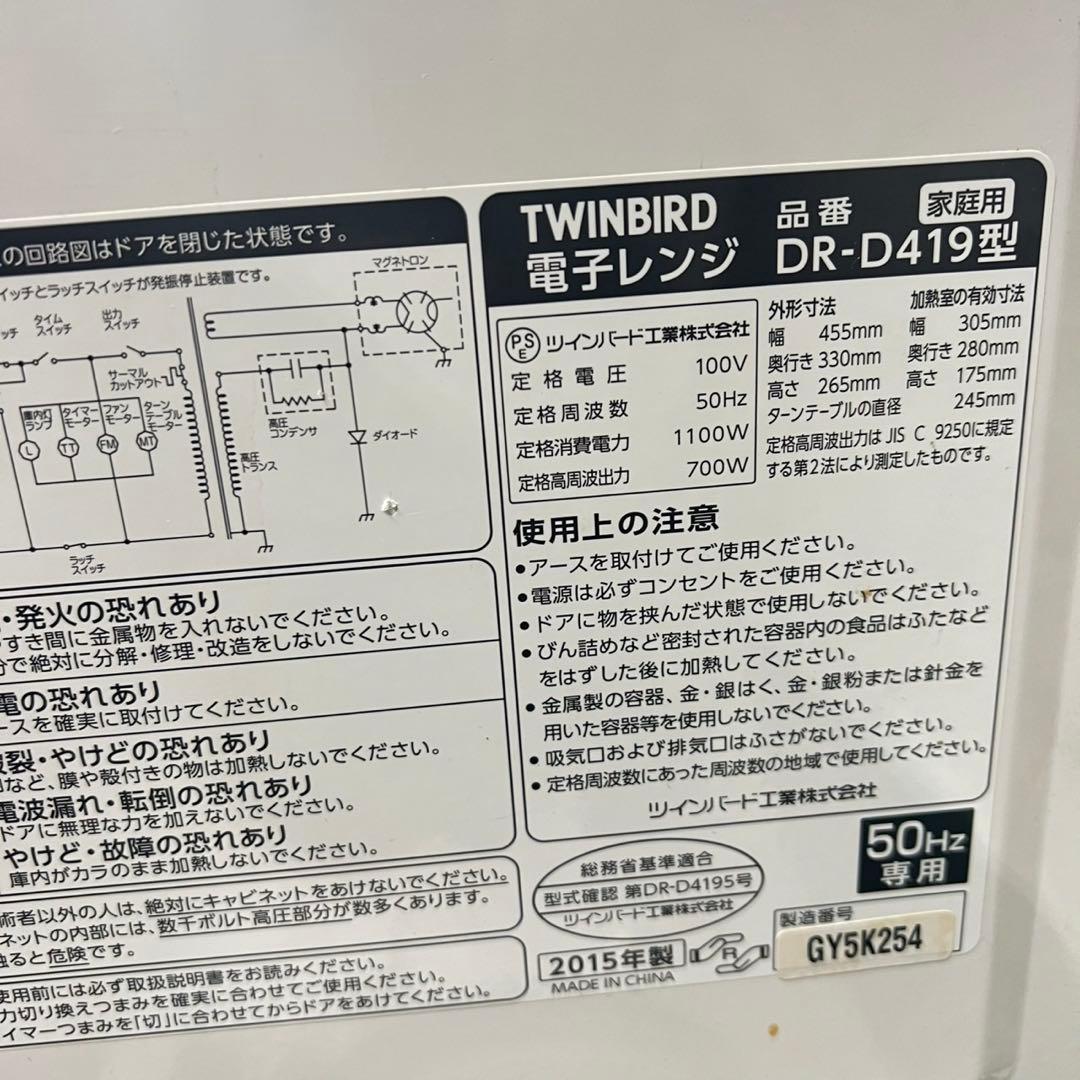 の回路図はドアを閉じた状態です。
イッチとラッチスイッチが発振停止装置です。
マグネトロン
タイム
スイッチ
出力
スイッチ
サーマル
カットアウト
庫内灯
ランプ
タイマー
モーター
ファン
モーター
ターン
テーブル
モーター
L
TT
FM
MT
高圧
コンデンサ
ダイオード
高圧
トランス
ラッチ
スイッチ
・発火の恐れあり
すき間に金属物を入れないでください。
分で絶対に分解・修理・改造をしないでください。
電の恐れあり
ースを確実に取付けてください。
裂・やけどの恐れあり
など、膜や殻付きの物は加熱しないでください。
電波漏れ・転倒の恐れあり
ドアに無理な力を加えないでください。
やけど・故障の恐れあり
庫内がカラのまま加熱しないでください。
術者以外の人は、絶対にキャビネットをあけないでください。
ネットの内部には、数千ボルト高圧部分が数多くあります。
触ると危険です。
使用前には必ず取扱説明書をお読みください。
力切り換えつまみを確実に合わせてご使用ください。
イマーつまみを「切」に合わせてからドアをあけてください。
TWINBIRD
電子レンジ
品番
家庭用
DR-D419型
PSE ツインバード工業株式会社
定格電圧 100V
定格周波数 50Hz
定格消費電力 1100W
定格高周波出力 700W
外形寸法
幅 455mm
奥行き 330mm
高さ 265mm
加熱室の有効寸法
幅 305mm
奥行き 280mm
高さ 175mm
ターンテーブルの直径 245mm
定格高周波出力は JIS C 9250に規定
する第2法により測定したものです。
使用上の注意
•アースを取付けてご使用ください。
•電源は必ずコンセントをご使用ください。
•ドアに物を挟んだ状態で使用しないでください。
•びん詰めなど密封された容器内の食品はふたなど
をはずした後に加熱してください。
•金属製の容器、金・銀はく、金・銀粉または針金を
用いた容器等を使用しないでください。
•吸気口および排気口はふさがないでください。
•定格周波数にあった周波数の地域で使用してください。
ツインバード工業株式会社
総務省基準適合
型式確認 第DR-D4195号
ツインバード工業株式会社
50Hz
専用
2015年製
MADE IN CHINA
R
製造番号
GY5K254